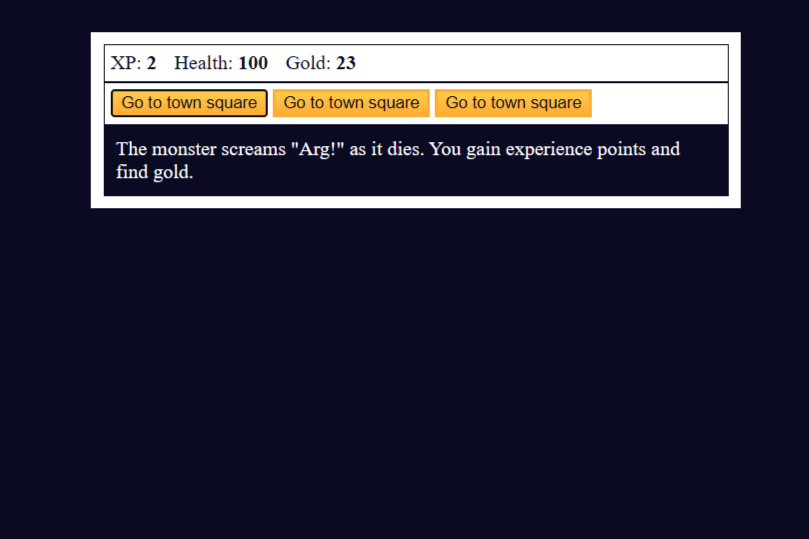 XP: 2 Health: 100 Gold: 23
Go to town square Go to town square Go to town square
The monster screams "Arg!" as it dies. You gain experience points and
find gold.